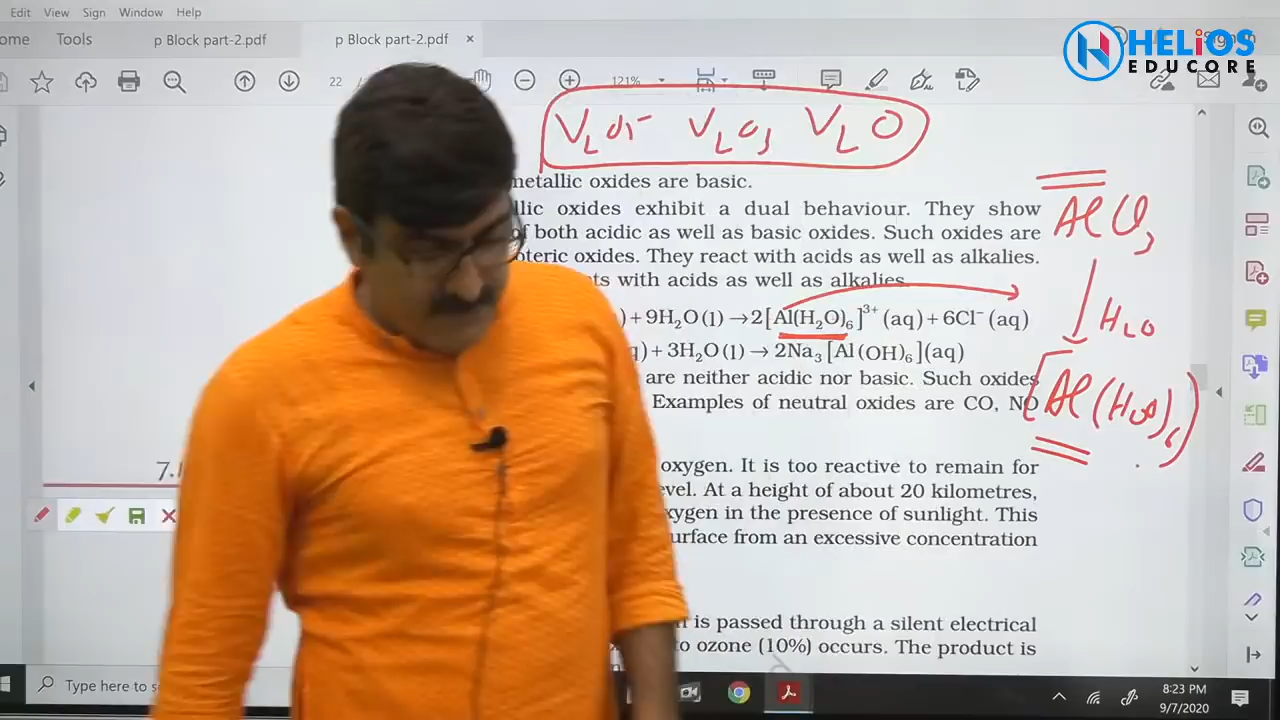 Edit View Sign Window Help
HELiOS
EDUCORE
ome Tools p Block part-2.pdf p Block part-2.pdf ×
22 121%
V₂O₅ V₂O₃ V₂O
metallic oxides are basic.
llic oxides exhibit a dual behaviour. They show
of both acidic as well as basic oxides. Such oxides are
oteric oxides. They react with acids as well as alkalies.
ts with acids as well as alkalies.
) + 9H₂O(l) → 2[Al(H₂O)₆]³⁺ (aq) + 6Cl⁻ (aq)
q) + 3H₂O(l) → 2Na₃[Al(OH)₆](aq)
are neither acidic nor basic. Such oxides
Examples of neutral oxides are CO, NO
7.
oxygen. It is too reactive to remain for
evel. At a height of about 20 kilometres,
xygen in the presence of sunlight. This
urface from an excessive concentration
is passed through a silent electrical
to ozone (10%) occurs. The product is
AlCl₃
H₂O
[Al(H₂O)₆]
Type here to s
8:23 PM
9/7/2020